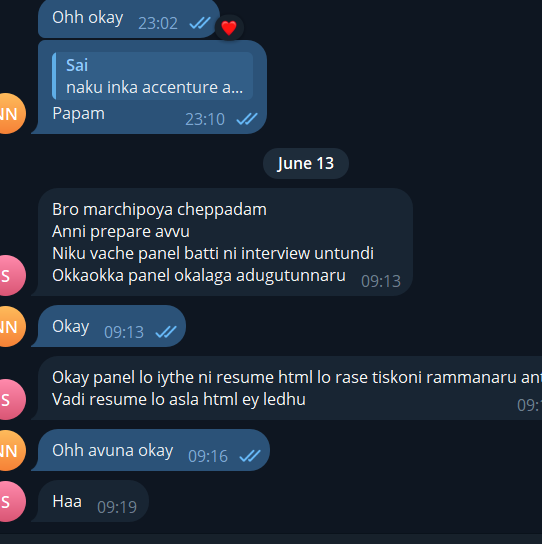 Ohh okay 23:02
Sai
naku inka accenture a...
NN
Papam 23:10
June 13
Bro marchipoya cheppadam
Anni prepare avvu
Niku vache panel batti ni interview untundi
S
Okkaokka panel okalaga adugutunnaru 09:13
NN
Okay 09:13
Okay panel lo iythe ni resume html lo rase tiskoni rammanaru
S
Vadi resume lo asla html ey ledhu
NN
Ohh avuna okay 09:16
S
Haa 09:19